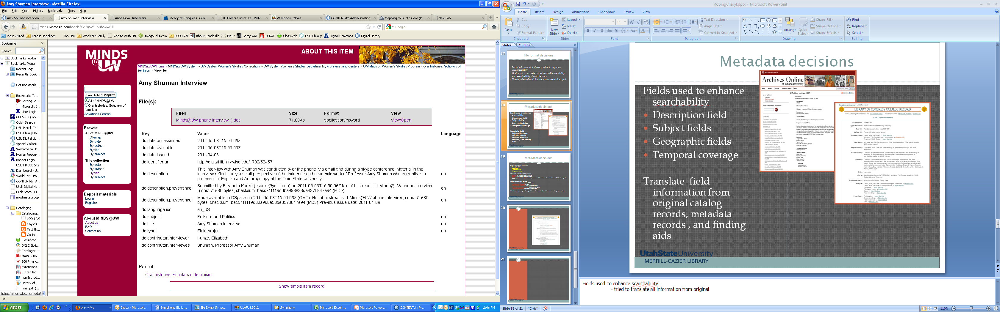 Amy Shuman Interview - Mozilla Firefox
File Edit View History Bookmarks Tools Help
Amy Shuman interview; :: ... Amy Shuman Interview Anne Pryor Interview Library of Congress LCCN ... IU Folklore Institute, 1987 WHFoods: Olives CONTENTdm Administration Mapping to Dublin Core (D... New Tab
minds.wisconsin.edu/handle/1793/52457?show=full
Google
Most Visited Latest Headlines Job Site Woolcott Family Add to Wish List swagbucks.com LOD-LAM About | code4lib Pin It Getty AAT LCNAF ClassWeb USU Library Digital Commons Digital Library
Bookmarks
Search:
Bookmarks Toolbar
Bookmarks Menu
Recent Tags
Recently Book...
Get Bookmark ...
Bookmarks To...
Getting St...
Microsoft E...
User Login
CEUSJC Quick ...
Quick Search
USU Merrill-Ca...
USU Library In...
USU Digital Lib...
Special Collecti...
Welcome to Ut...
Human Resour...
Banner Login
USU HR Job Site
Dashboard - U...
WorldCat: Uta...
CONTENTdm A...
Utah Digital Ne...
Utah State His...
mwdlmetagroup
Cataloging
Cataloging...
LOD-LAM
Coyle's...
First th...
Go To ...
Classificati...
OCLC Bibli...
Cataloger'...
MARC - Bo...
300 Physic...
Extensions...
Cutter Tab...
npm3rd.pd...
Library of ...
Final.pdf (...
http://minds.wisconsin.edu/
MINDS
@UW
ABOUT THIS ITEM
MINDS@UW Home > MINDS@UW System > UW System Women's Studies Consortium > UW System Women's Studies Departments, Programs, and Centers > UW-Madison Women's Studies Program > Oral histories: Scholars of
feminism > View Item
Search MINDS@UW
All of MINDS@UW
Oral histories: Scholars of
feminism
Advanced Search
Browse
All of MINDS@UW
Sitemap
By date
By author
By title
By subject
This collection
By date
By author
By title
By subject
Deposit materials
Log in
Register
About MINDS@UW
About us
FAQ
Contact us
Amy Shuman Interview
File(s):
Files Size Format View
Minds@UW phone interview ;).doc 71.68Kb application/msword View/Open
Key Value Language
dc.date.accessioned 2011-05-03T15:50:06Z
dc.date.available 2011-05-03T15:50:06Z
dc.date.issued 2011-04-06
dc.identifier.uri http://digital.library.wisc.edu/1793/52457
dc.description This interview with Amy Shuman was conducted over the phone, via email and during a skype conference. Material in the
interview reflects only a small perspective of the influence and academic work of Professor Amy Shuman who currently is a en
professor of English and Anthropology at the Ohio State University.
dc.description.provenance Submitted by Elizabeth Kunze (ekunze@wisc.edu) on 2011-05-03T15:50:06Z No. of bitstreams: 1 Minds@UW phone interview en
;).doc: 71680 bytes, checksum: becc711119d0ba998e33de8370847e94 (MD5)
dc.description.provenance Made available in DSpace on 2011-05-03T15:50:06Z (GMT). No. of bitstreams: 1 Minds@UW phone interview ;).doc: 71680 en
bytes, checksum: becc711119d0ba998e33de8370847e94 (MD5) Previous issue date: 2011-04-06
dc.language.iso en_US
dc.subject Folklore and Politics en
dc.title Amy Shuman Interview en
dc.type Field project en
dc.contributor.interviewer Kunze, Elizabeth
dc.contributor.interviewee Shuman, Professor Amy Shuman
Part of
Oral histories: Scholars of feminism
Show simple item record
start 2 Firefox Inbox - Microsof... Symphony Biblio... SirsiDynix Symp... ULAFolk2012 Symphony Microsoft Excel ... Microsoft Power... CONTENTdm Pr... 64° 2:46 PM
RopingCheryl.pptx - Microsoft PowerPoint
Home Insert Design Animations Slide Show Review View
Paste Cut Copy Format Painter Clipboard
New Slide Layout Reset Delete Slides
27 Font
Text Direction Align Text Convert to SmartArt Paragraph
Arrange Quick Styles Shape Fill Shape Outline Shape Effects Drawing
Find Replace Select Editing
Slides Outline
17
File format decisions
Included transcript where possible to improve
discoverability
Goal is not to recreate but enhance discoverability
and searchability of oral histories
Variety of text-based formats - converted all to pdfs
18
Metadata decisions
19
Metadata decisions
20
21
Metadata decisions
Fields used to enhance
searchability
Description field
Subject fields
Geographic fields
Temporal coverage
Translate field
information from
original catalog
records, metadata
records , and finding
aids
Archives Online
at Indiana University
IU Folklore Institute, 1987
LIBRARY OF CONGRESS CATALOG RECORD
Alan Lomax collection
UtahStateUniversity
MERRILL-CAZIER LIBRARY
Fields used to enhance searchability
- tried to translate all information from original
Slide 18 of 21 "Civic" 110%